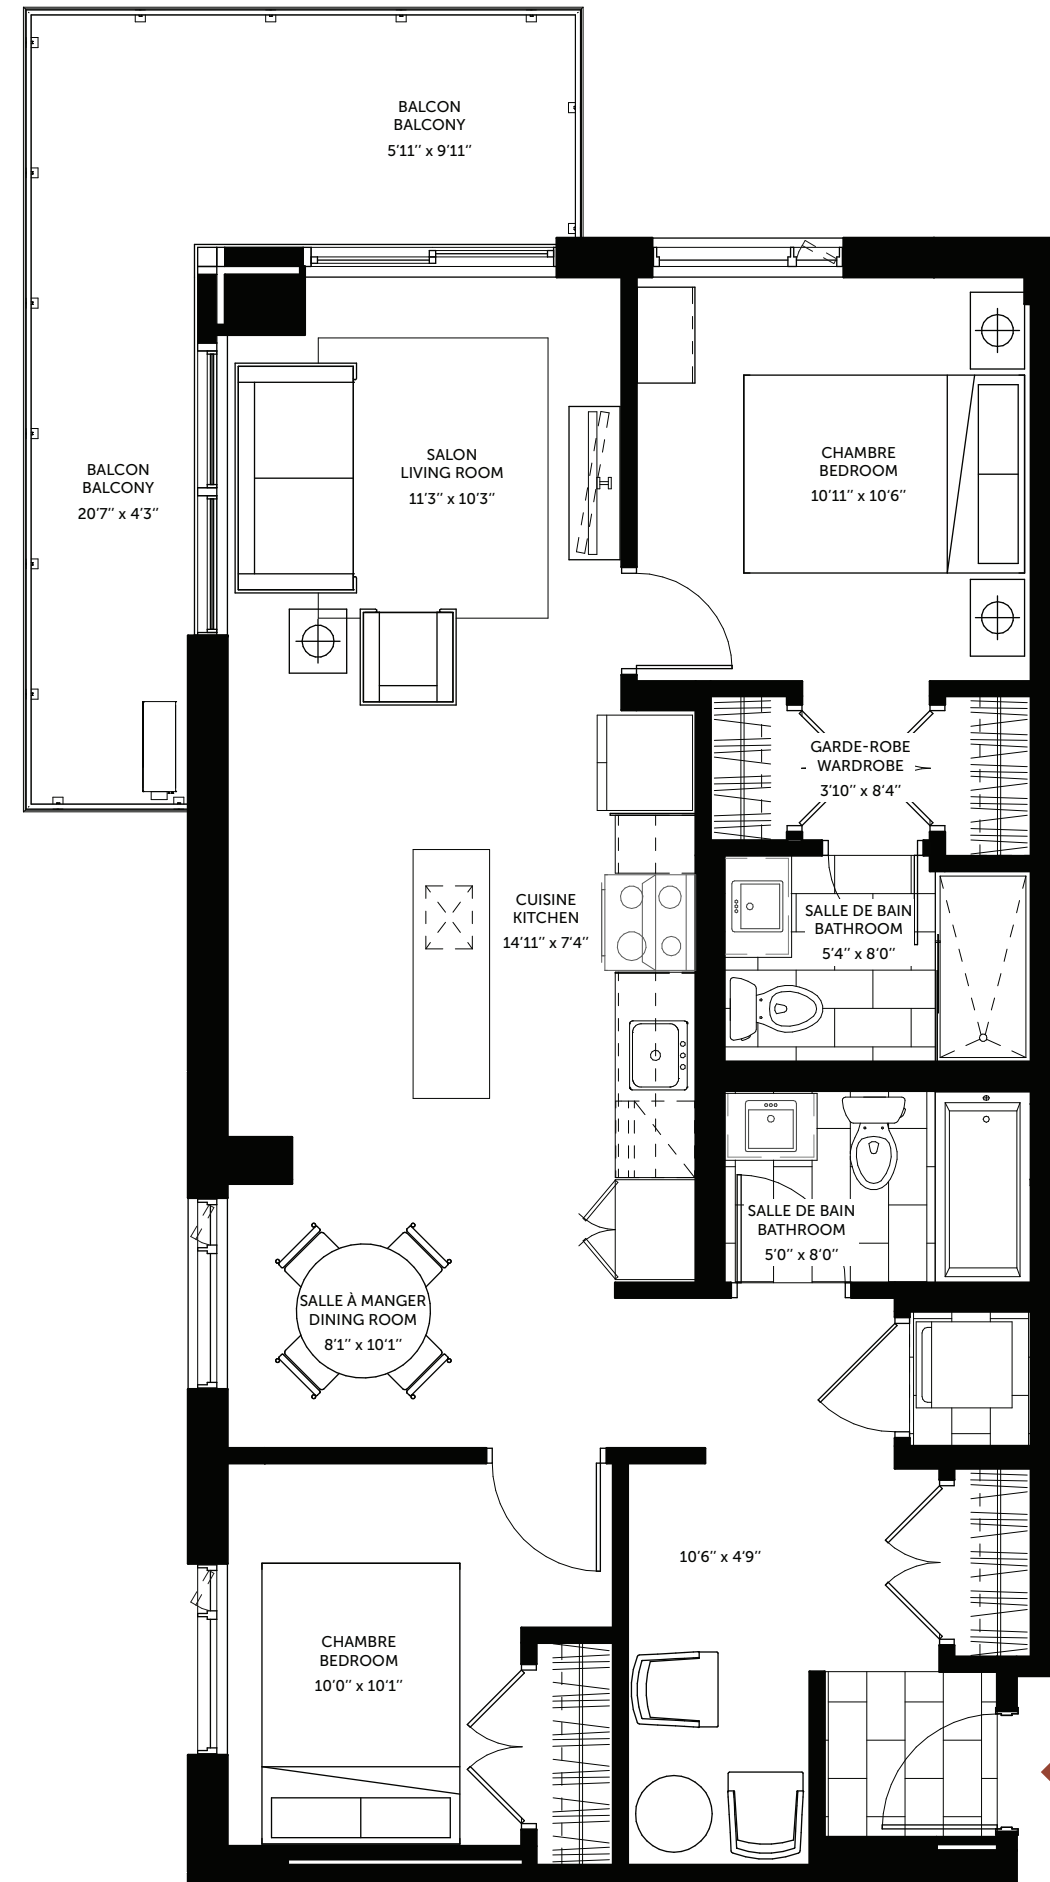 BALCON
BALCONY
5'11'' x 9'11''
BALCON
BALCONY
20'7'' x 4'3''
SALON
LIVING ROOM
11'3'' x 10'3''
CHAMBRE
BEDROOM
10'11'' x 10'6''
GARDE-ROBE
WARDROBE
3'10'' x 8'4''
CUISINE
KITCHEN
14'11'' x 7'4''
SALLE DE BAIN
BATHROOM
5'4'' x 8'0''
SALLE DE BAIN
BATHROOM
5'0'' x 8'0''
SALLE À MANGER
DINING ROOM
8'1'' x 10'1''
10'6'' x 4'9''
CHAMBRE
BEDROOM
10'0'' x 10'1''